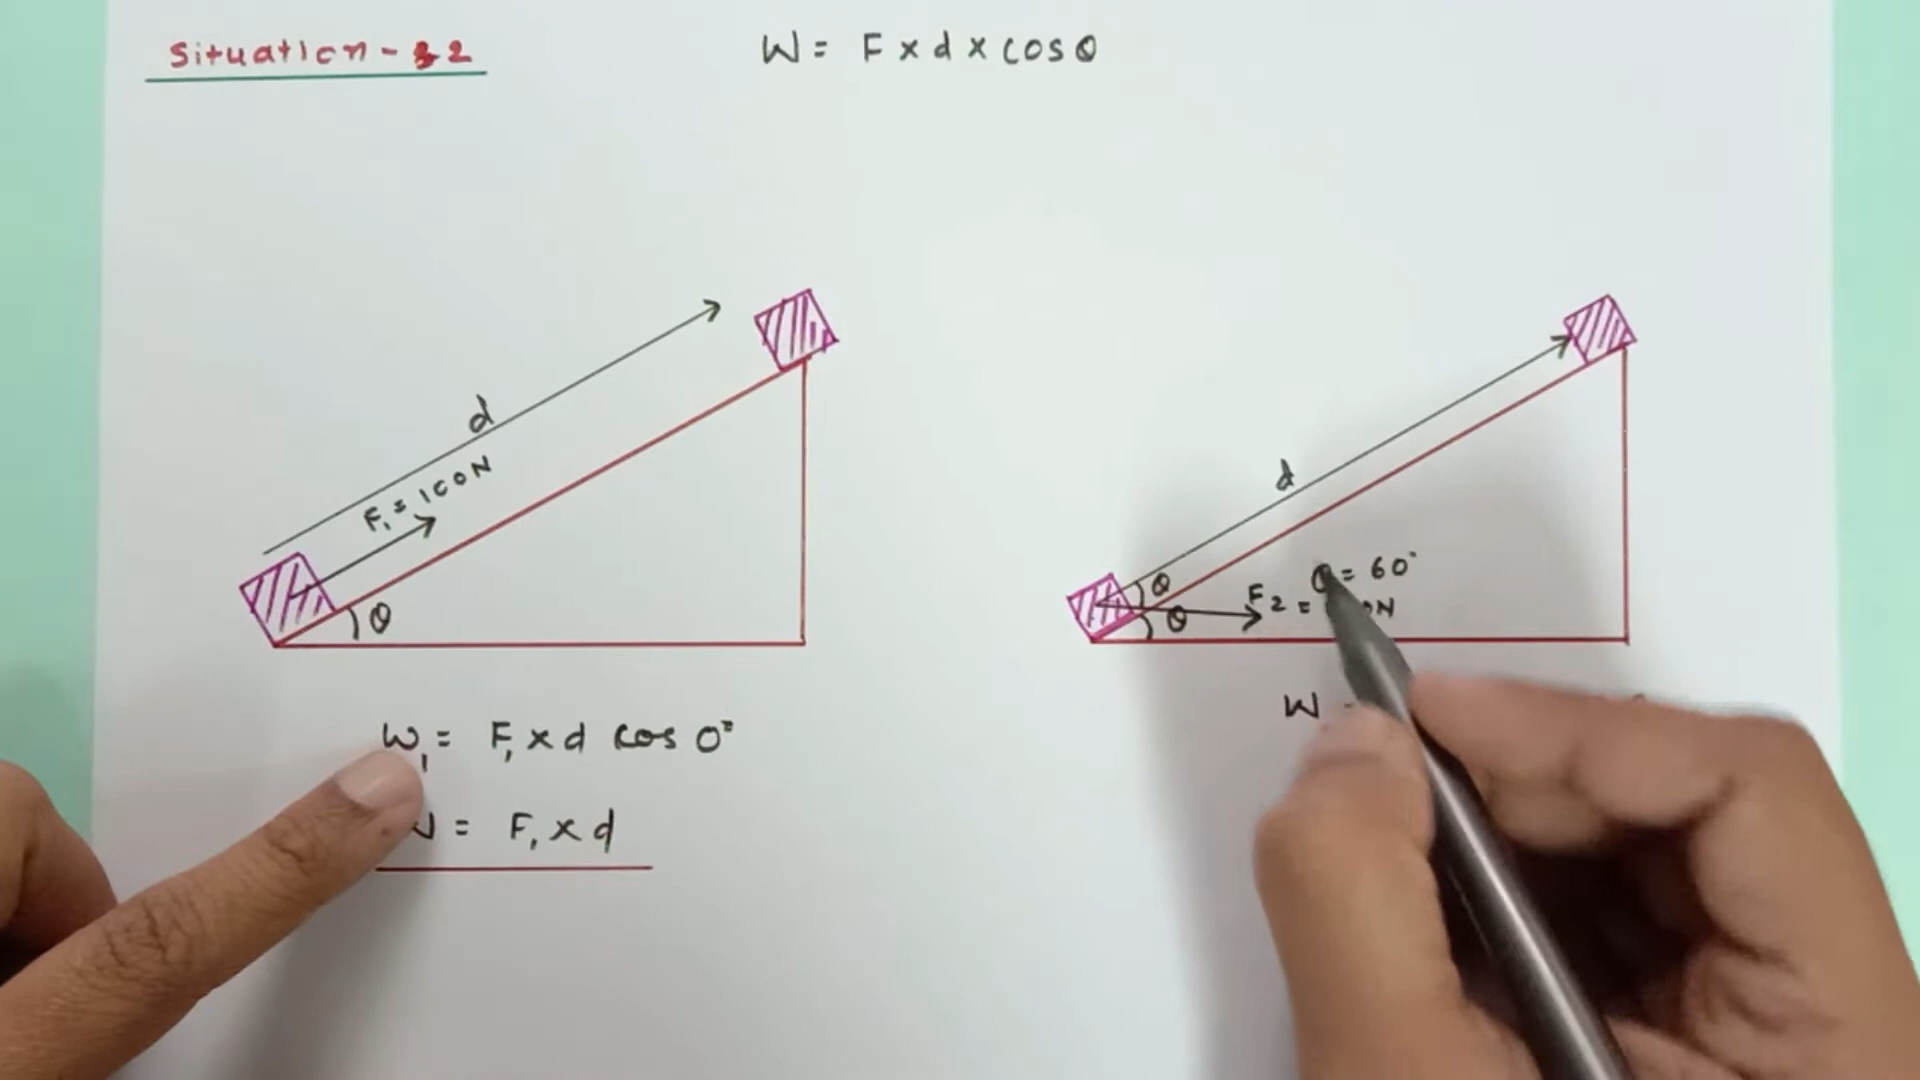 Situation - 2
W = F x d x cos θ
d
F₁ = 100N
θ
W₁ = F₁ x d cos 0°
= F₁ x d
d
θ
θ
θ = 60°
F2 =
W